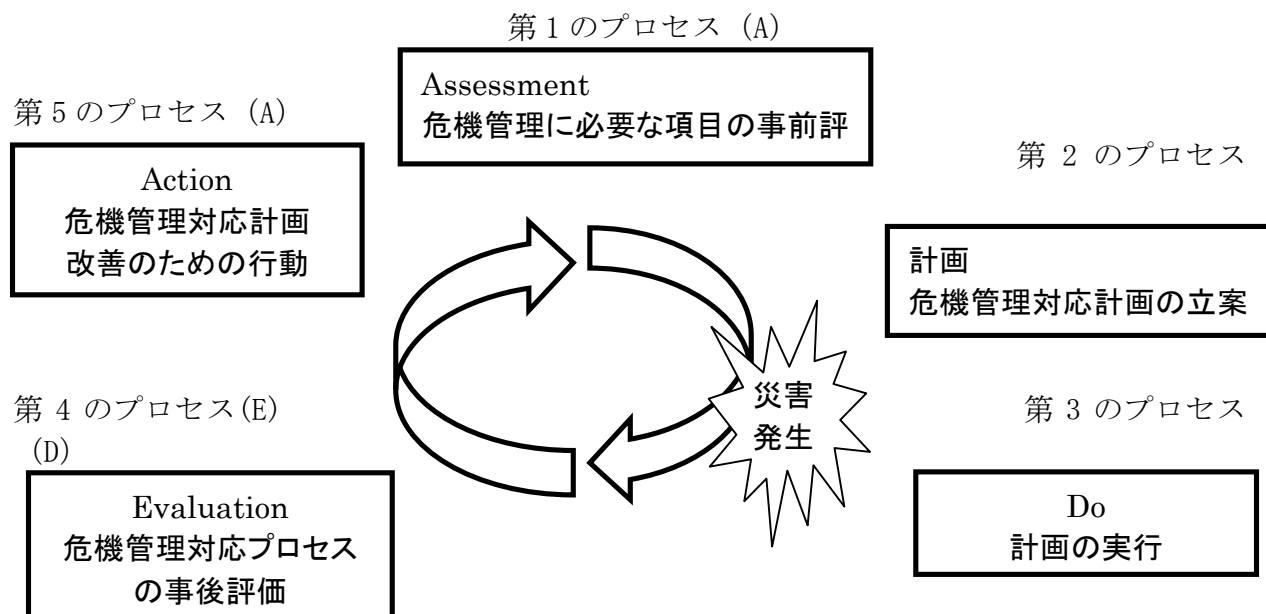 第1のプロセス (A)
Assessment
危機管理に必要な項目の事前評
第5のプロセス (A)
Action
危機管理対応計画
改善のための行動
第 2 のプロセス
計画
危機管理対応計画の立案
災害
発生
第 3 のプロセス
Do
計画の実行
第 4 のプロセス(E)
(D)
Evaluation
危機管理対応プロセス
の事後評価